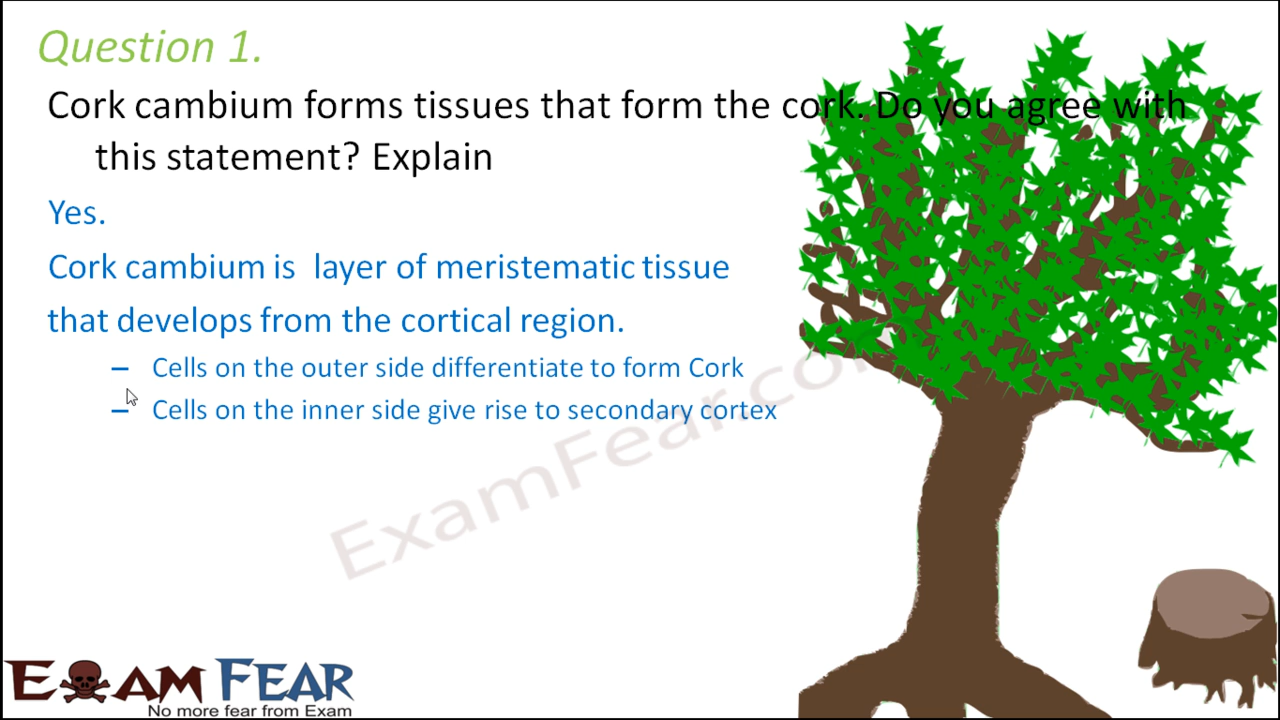 Question 1.
Cork cambium forms tissues that form the cork. Do you agree with
this statement? Explain
Yes.
Cork cambium is layer of meristematic tissue
that develops from the cortical region.
– Cells on the outer side differentiate to form Cork
– Cells on the inner side give rise to secondary cortex
ExamFear.com
EXAM FEAR
No more fear from Exam